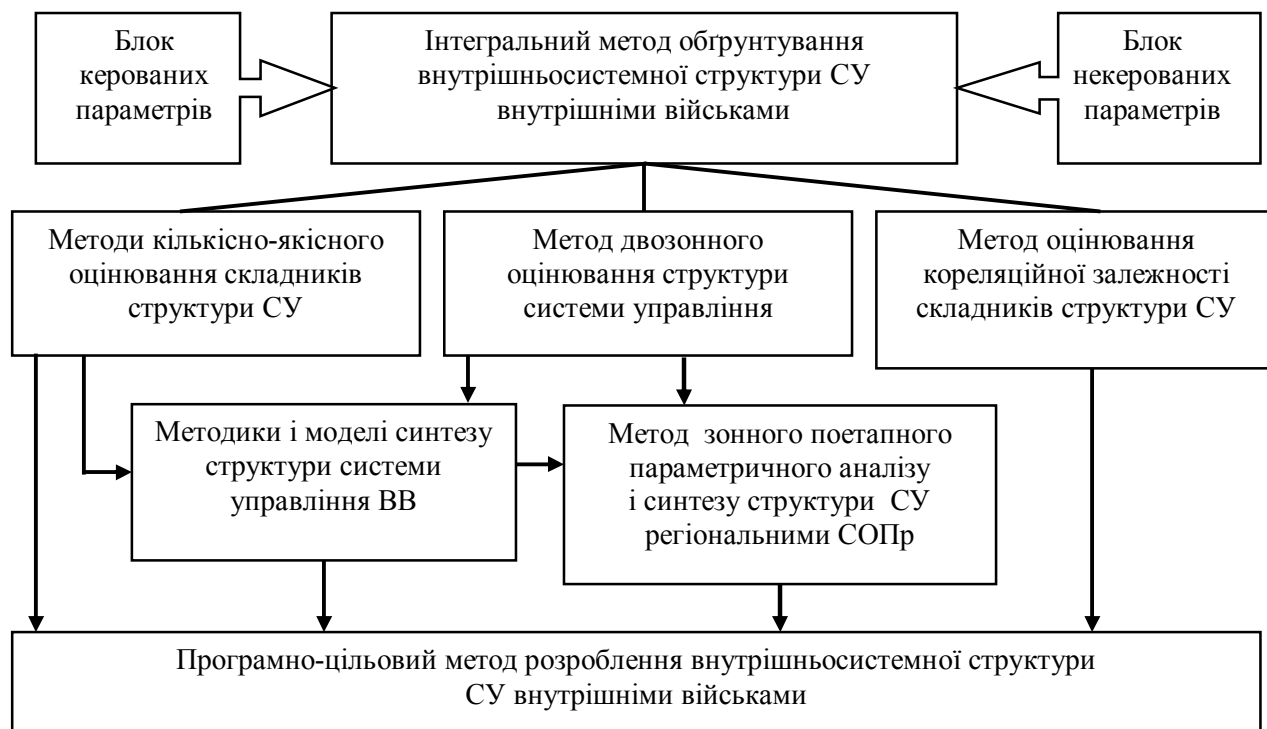 Блок
керованих
параметрів
Інтегральний метод обґрунтування
внутрішньосистемної структури СУ
внутрішніми військами
Блок
некерованих
параметрів
Методи кількісно-якісного
оцінювання складників
структури СУ
Метод двозонного
оцінювання структури
системи управління
Метод оцінювання
кореляційної залежності
складників структури СУ
Методики і моделі синтезу
структури системи
управління ВВ
Метод зонного поетапного
параметричного аналізу
і синтезу структури СУ
регіональними СОПр
Програмно-цільовий метод розроблення внутрішньосистемної структури
СУ внутрішніми військами